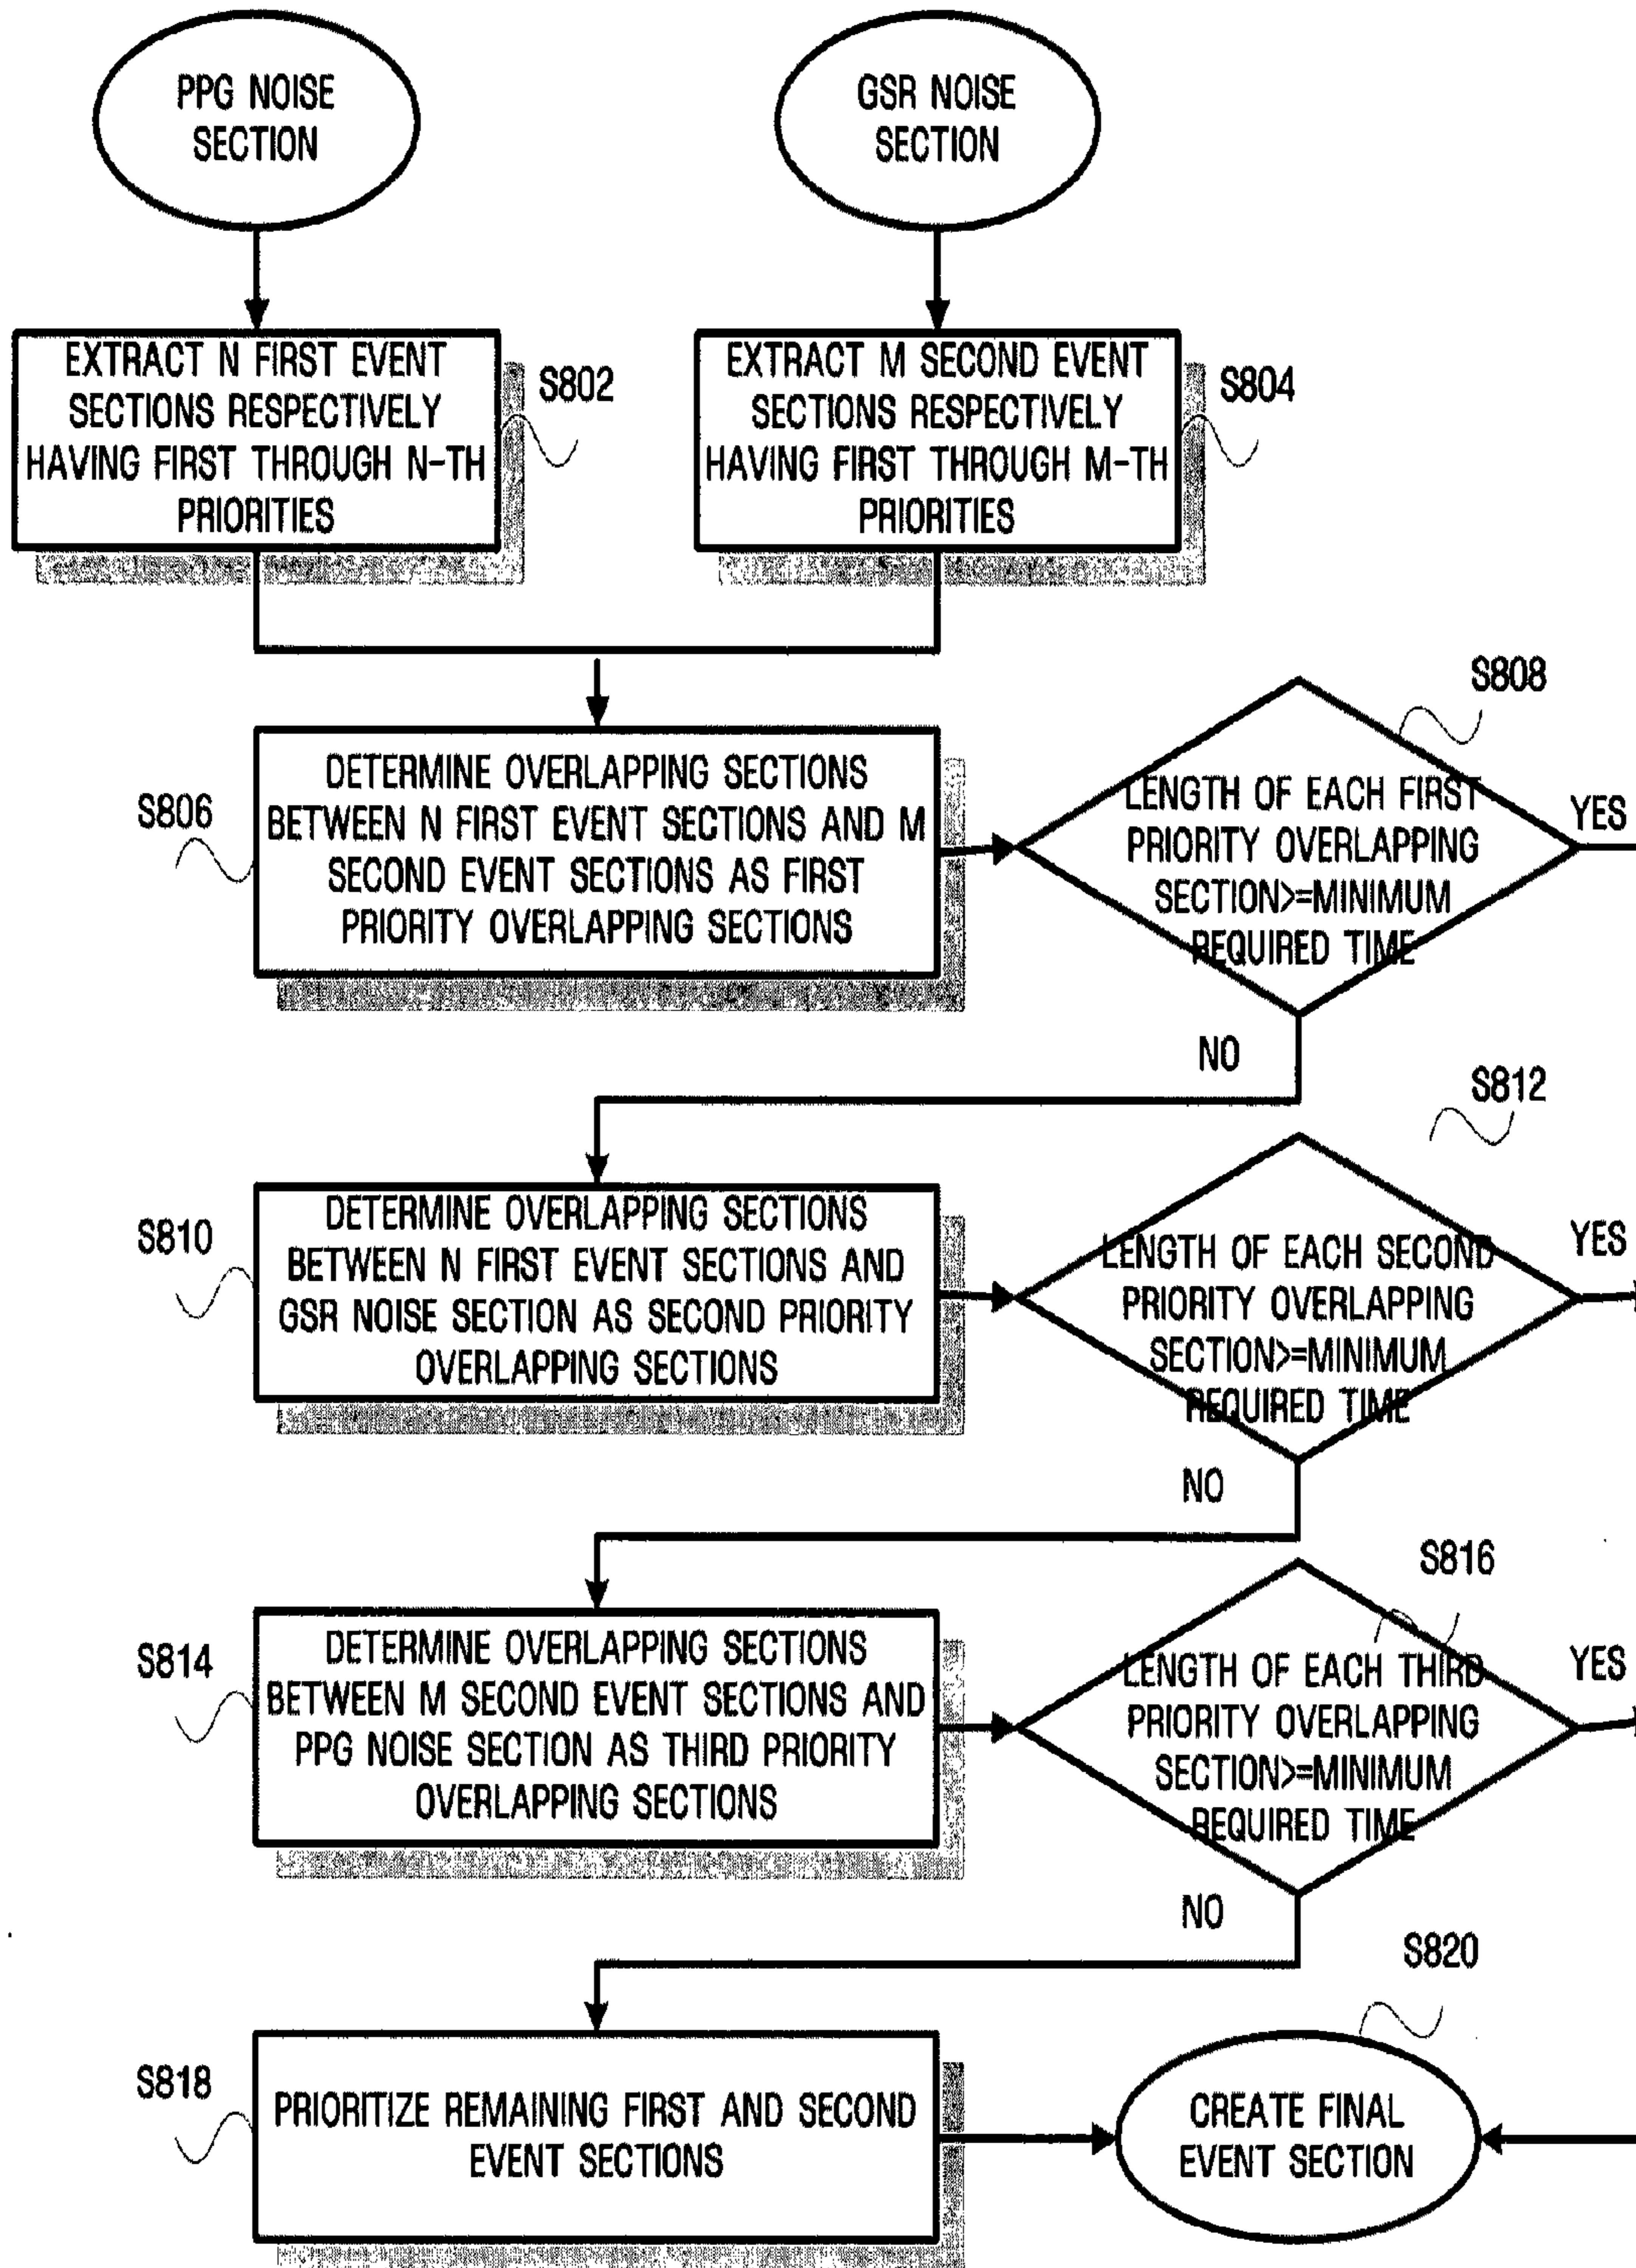 PPG NOISE
SECTION
GSR NOISE
SECTION
EXTRACT N FIRST EVENT
SECTIONS RESPECTIVELY
HAVING FIRST THROUGH N-TH
PRIORITIES
S802
EXTRACT M SECOND EVENT
SECTIONS RESPECTIVELY
HAVING FIRST THROUGH M-TH
PRIORITIES
S804
S806
DETERMINE OVERLAPPING SECTIONS
BETWEEN N FIRST EVENT SECTIONS AND M
SECOND EVENT SECTIONS AS FIRST
PRIORITY OVERLAPPING SECTIONS
S808
LENGTH OF EACH FIRST
PRIORITY OVERLAPPING
SECTION>=MINIMUM
REQUIRED TIME
YES
NO
S810
DETERMINE OVERLAPPING SECTIONS
BETWEEN N FIRST EVENT SECTIONS AND
GSR NOISE SECTION AS SECOND PRIORITY
OVERLAPPING SECTIONS
S812
LENGTH OF EACH SECOND
PRIORITY OVERLAPPING
SECTION>=MINIMUM
REQUIRED TIME
YES
NO
S814
DETERMINE OVERLAPPING SECTIONS
BETWEEN M SECOND EVENT SECTIONS AND
PPG NOISE SECTION AS THIRD PRIORITY
OVERLAPPING SECTIONS
S816
LENGTH OF EACH THIRD
PRIORITY OVERLAPPING
SECTION>=MINIMUM
REQUIRED TIME
YES
NO
S818
PRIORITIZE REMAINING FIRST AND SECOND
EVENT SECTIONS
S820
CREATE FINAL
EVENT SECTION